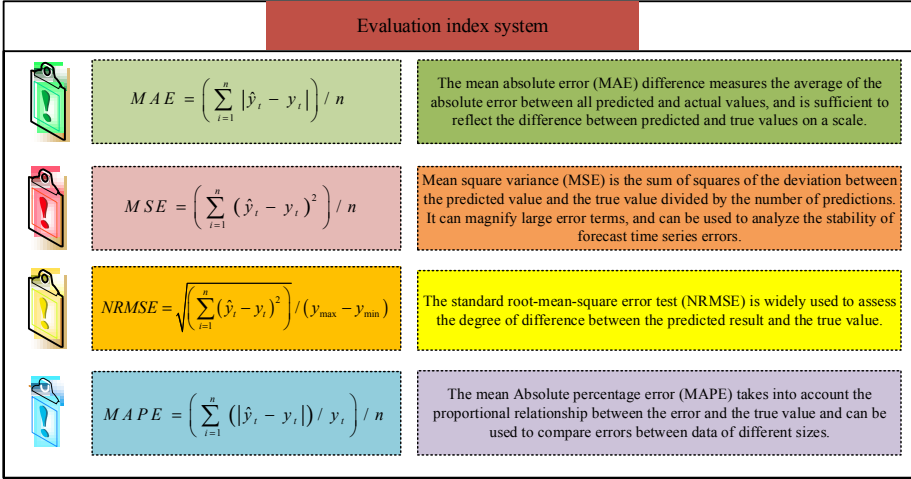 Evaluation index system
MAE = ( ∑_{i=1}^{n} |ŷ_t − y_t| ) / n
The mean absolute error (MAE) difference measures the average of the
absolute error between all predicted and actual values, and is sufficient to
reflect the difference between predicted and true values on a scale.
MSE = ( ∑_{i=1}^{n} (ŷ_t − y_t)^2 ) / n
Mean square variance (MSE) is the sum of squares of the deviation between
the predicted value and the true value divided by the number of predictions.
It can magnify large error terms, and can be used to analyze the stability of
forecast time series errors.
NRMSE = √( ∑_{i=1}^{n} (ŷ_t − y_t)^2 ) / (y_max − y_min)
The standard root-mean-square error test (NRMSE) is widely used to assess
the degree of difference between the predicted result and the true value.
MAPE = ( ∑_{i=1}^{n} (|ŷ_t − y_t|) / y_t ) / n
The mean Absolute percentage error (MAPE) takes into account the
proportional relationship between the error and the true value and can be
used to compare errors between data of different sizes.